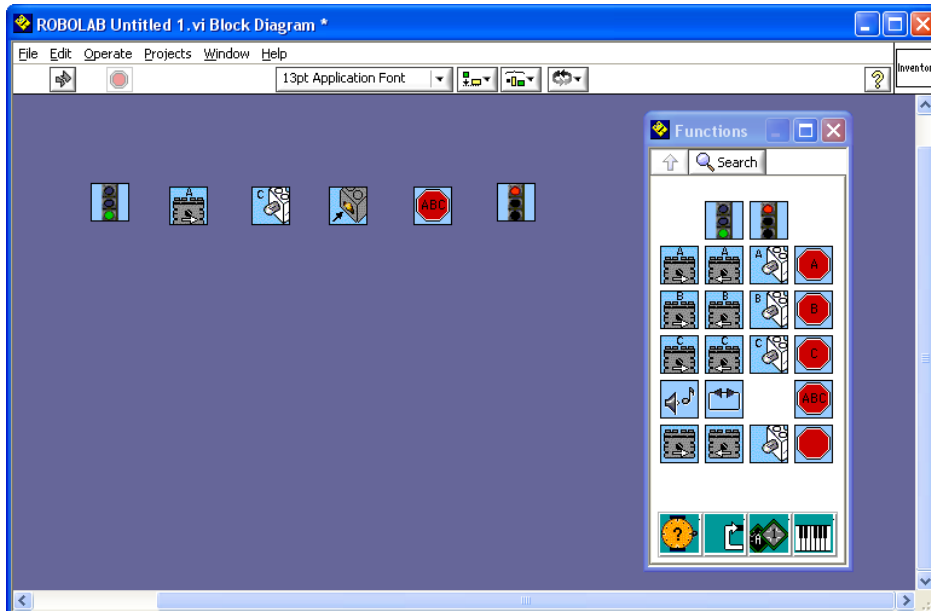 ROBOLAB Untitled 1.vi Block Diagram *
File Edit Operate Projects Window Help
13pt Application Font
?
Inventor
Functions
Search
A
C
ABC
A A A A
B B B B
C C C C
ABC
?
A 1